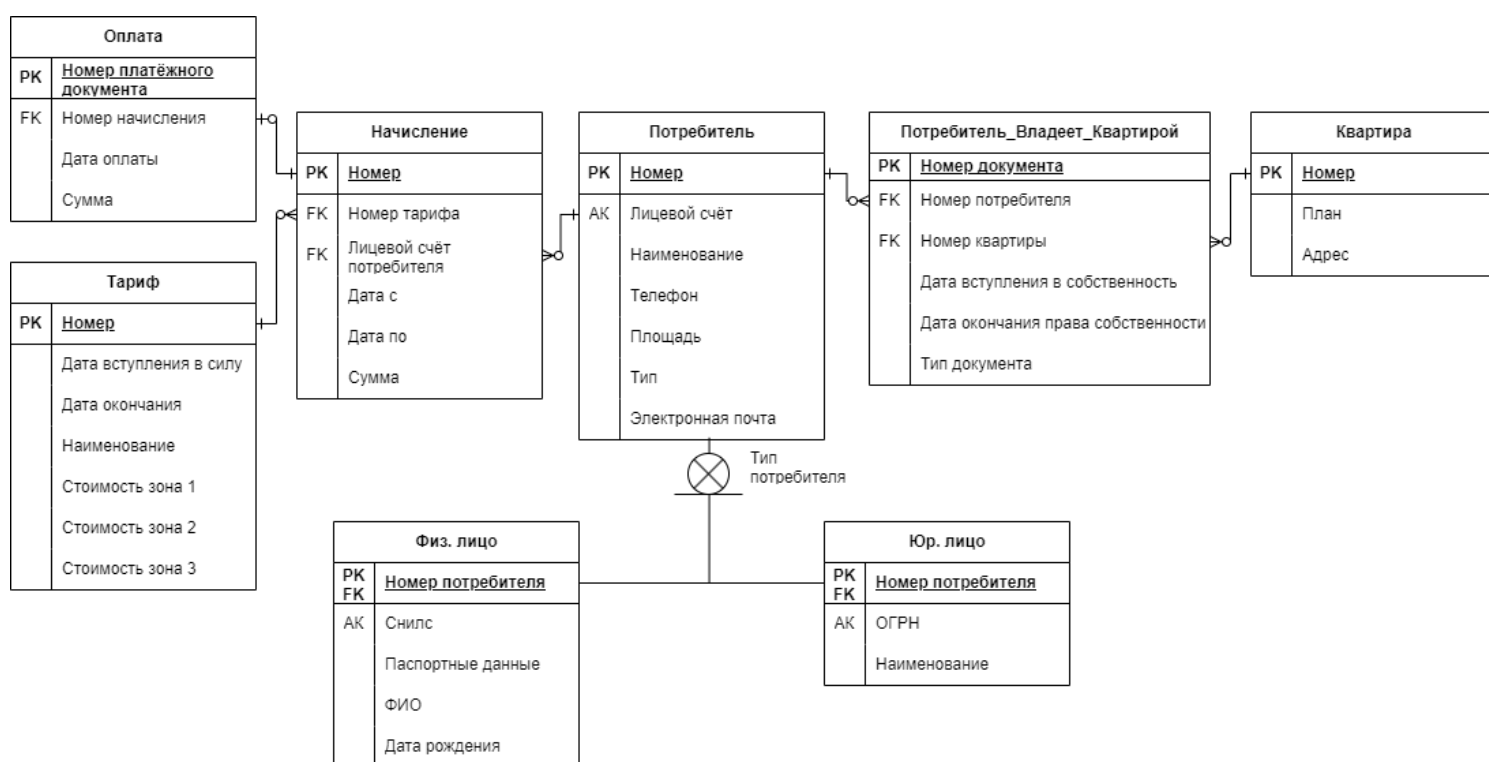 Оплата
PK
Номер платёжного
документа
FK
Номер начисления
Дата оплаты
Сумма
Тариф
PK
Номер
Дата вступления в силу
Дата окончания
Наименование
Стоимость зона 1
Стоимость зона 2
Стоимость зона 3
Начисление
PK
Номер
FK
Номер тарифа
FK
Лицевой счёт
потребителя
Дата с
Дата по
Сумма
Потребитель
PK
Номер
АК
Лицевой счёт
Наименование
Телефон
Площадь
Тип
Электронная почта
Потребитель_Владеет_Квартирой
PK
Номер документа
FK
Номер потребителя
FK
Номер квартиры
Дата вступления в собственность
Дата окончания права собственности
Тип документа
Квартира
PK
Номер
План
Адрес
Тип
потребителя
Физ. лицо
PK
FK
Номер потребителя
АК
Снилс
Паспортные данные
ФИО
Дата рождения
Юр. лицо
PK
FK
Номер потребителя
АК
ОГРН
Наименование